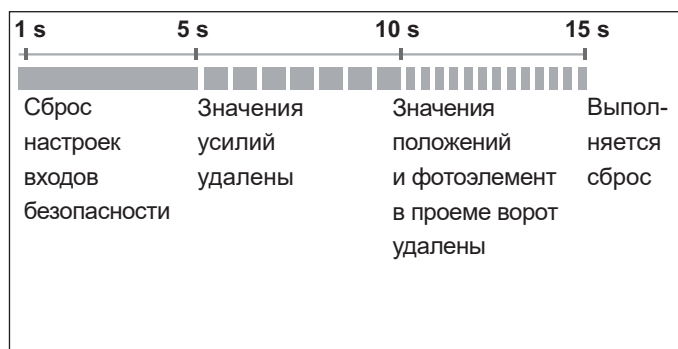 1 s 5 s 10 s 15 s
Сброс
настроек
входов
безопасности
Значения
усилий
удалены
Значения
положений
и фотоэлемент
в проеме ворот
удалены
Выпол-
няется
сброс